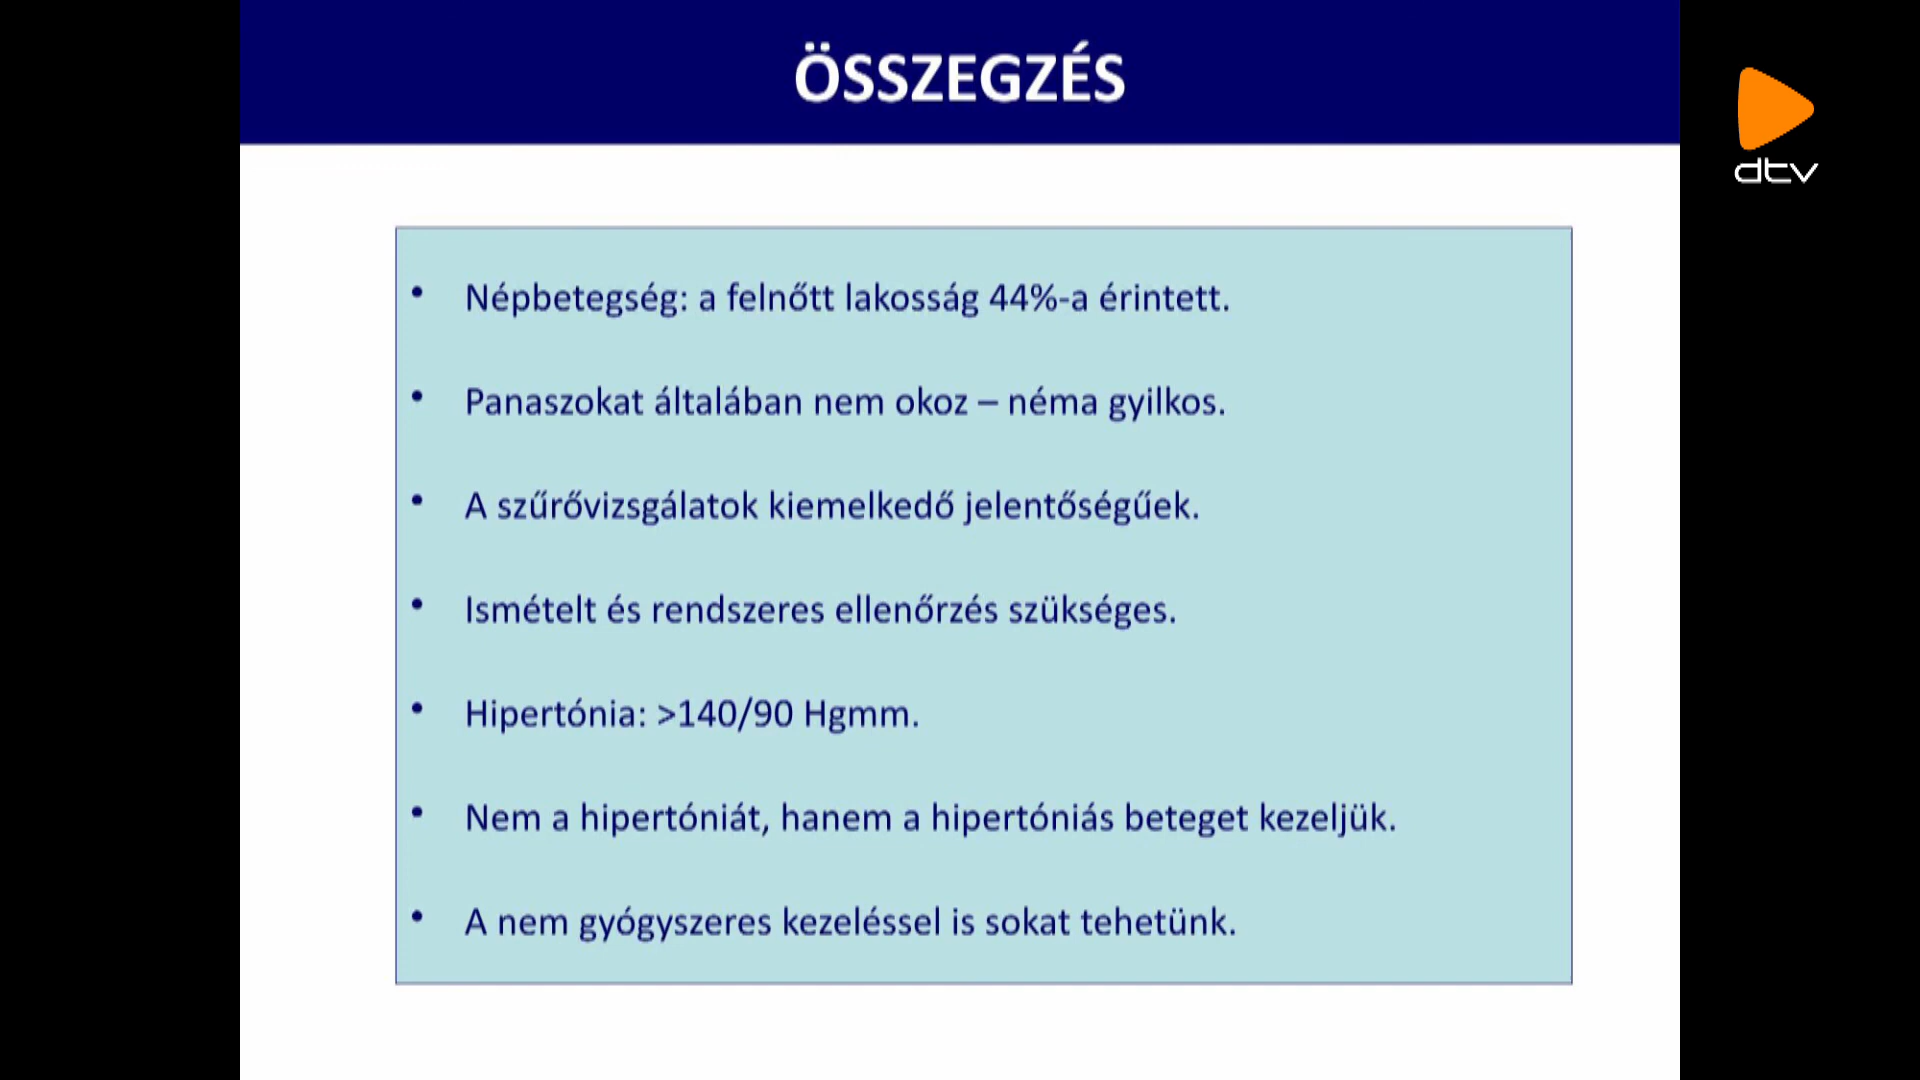 ÖSSZEGZÉS
dtv
• Népbetegség: a felnőtt lakosság 44%-a érintett.
• Panaszokat általában nem okoz – néma gyilkos.
• A szűrővizsgálatok kiemelkedő jelentőségűek.
• Ismételt és rendszeres ellenőrzés szükséges.
• Hipertónia: >140/90 Hgmm.
• Nem a hipertóniát, hanem a hipertóniás beteget kezeljük.
• A nem gyógyszeres kezeléssel is sokat tehetünk.